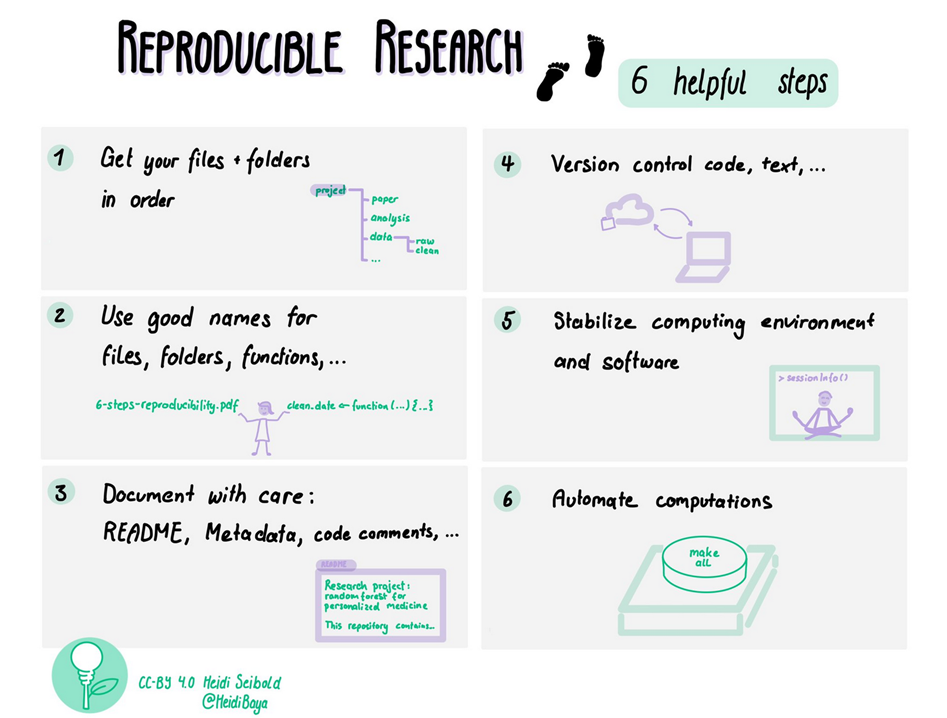 REPRODUCIBLE RESEARCH
6 helpful steps
1 Get your files + folders
in order
project
paper
analysis
data
raw
clean
...
2 Use good names for
files, folders, functions, ...
6-steps-reproducibility.pdf
clean.date <- function(...) {...}
3 Document with care:
README, Metadata, code comments, ...
README
Research project:
random forest for
personalized medicine
This repository contains...
4 Version control code, text, ...
5 Stabilize computing environment
and software
> sessionInfo()
6 Automate computations
make
all
CC-BY 4.0 Heidi Seibold
@HeidiBaya